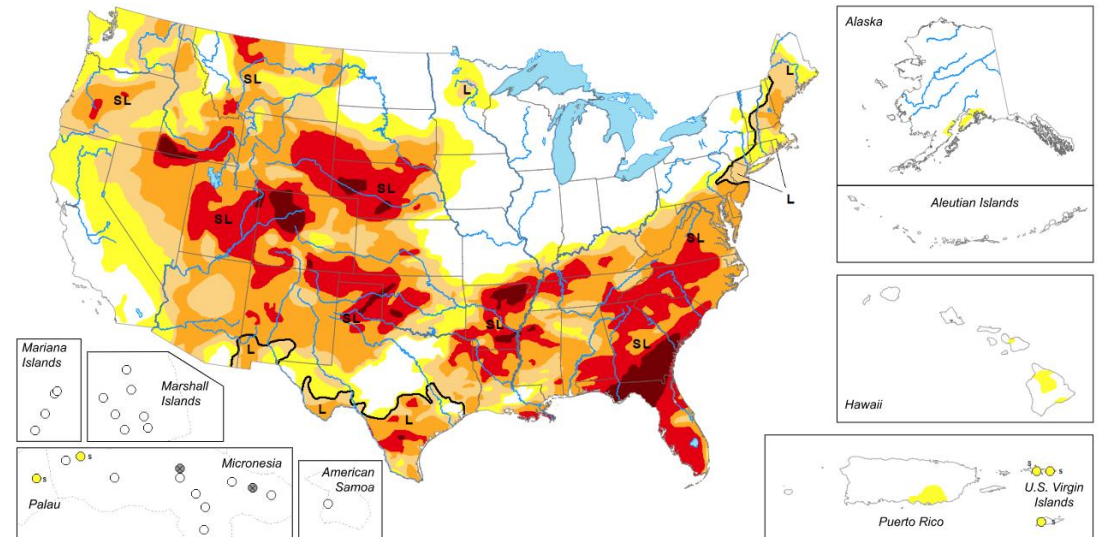 Alaska
Aleutian Islands
Hawaii
S
S
U.S. Virgin
Islands
S
Puerto Rico
Mariana
Islands
Marshall
Islands
S
S
Micronesia
Palau
American
Samoa
SL
SL
L
L
L
SL
SL
SL
SL
SL
SL
L
L
L